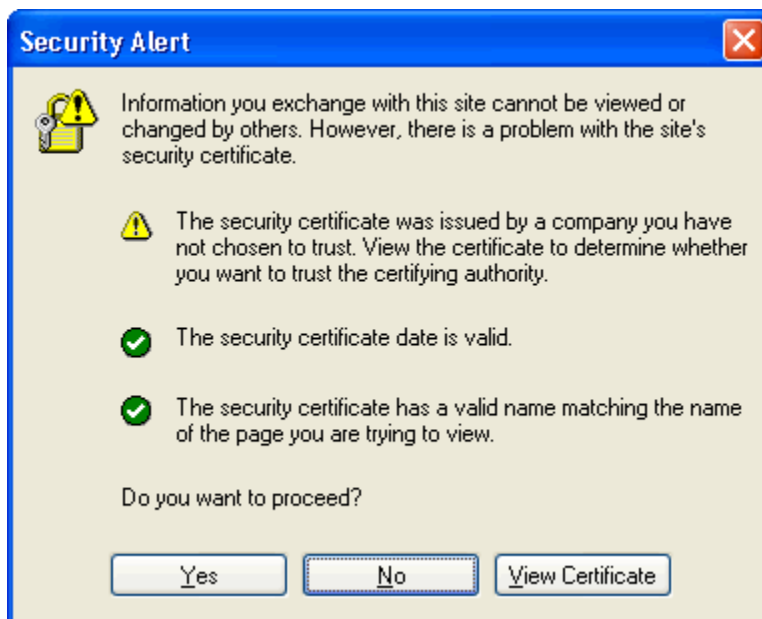 Security Alert
Information you exchange with this site cannot be viewed or
changed by others. However, there is a problem with the site's
security certificate.
The security certificate was issued by a company you have
not chosen to trust. View the certificate to determine whether
you want to trust the certifying authority.
The security certificate date is valid.
The security certificate has a valid name matching the name
of the page you are trying to view.
Do you want to proceed?
Yes No View Certificate